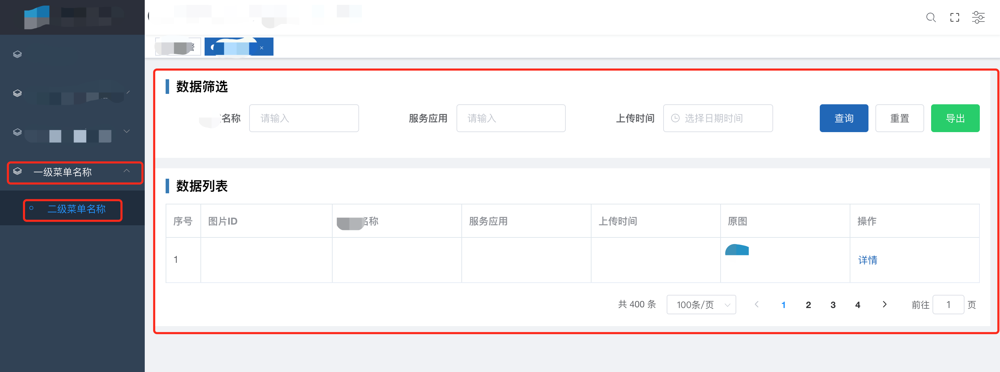 数据筛选
名称 请输入 服务应用 请输入 上传时间 选择日期时间 查询 重置 导出
一级菜单名称
二级菜单名称
数据列表
序号 图片ID 名称 服务应用 上传时间 原图 操作
1 详情
共 400 条 100条/页 1 2 3 4 前往 1 页